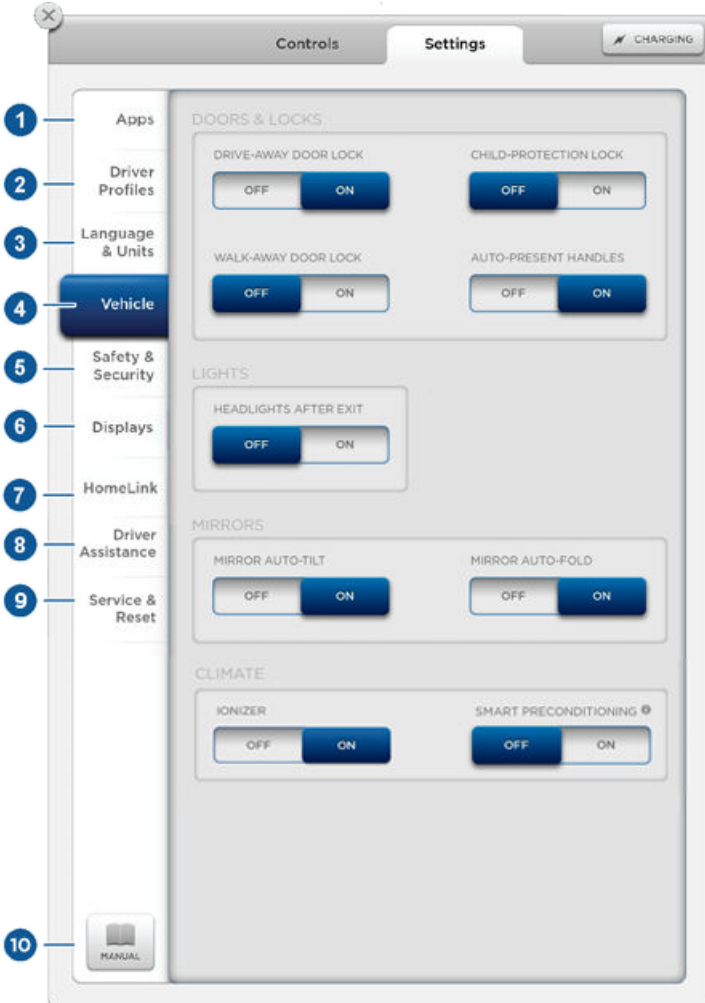 Controls
Settings
CHARGING
1
Apps
2
Driver
Profiles
3
Language
& Units
4
Vehicle
5
Safety &
Security
6
Displays
7
HomeLink
8
Driver
Assistance
9
Service &
Reset
10
MANUAL
DOORS & LOCKS
DRIVE-AWAY DOOR LOCK
OFF ON
CHILD-PROTECTION LOCK
OFF ON
WALK-AWAY DOOR LOCK
OFF ON
AUTO-PRESENT HANDLES
OFF ON
LIGHTS
HEADLIGHTS AFTER EXIT
OFF ON
MIRRORS
MIRROR AUTO-TILT
OFF ON
MIRROR AUTO-FOLD
OFF ON
CLIMATE
IONIZER
OFF ON
SMART PRECONDITIONING
OFF ON